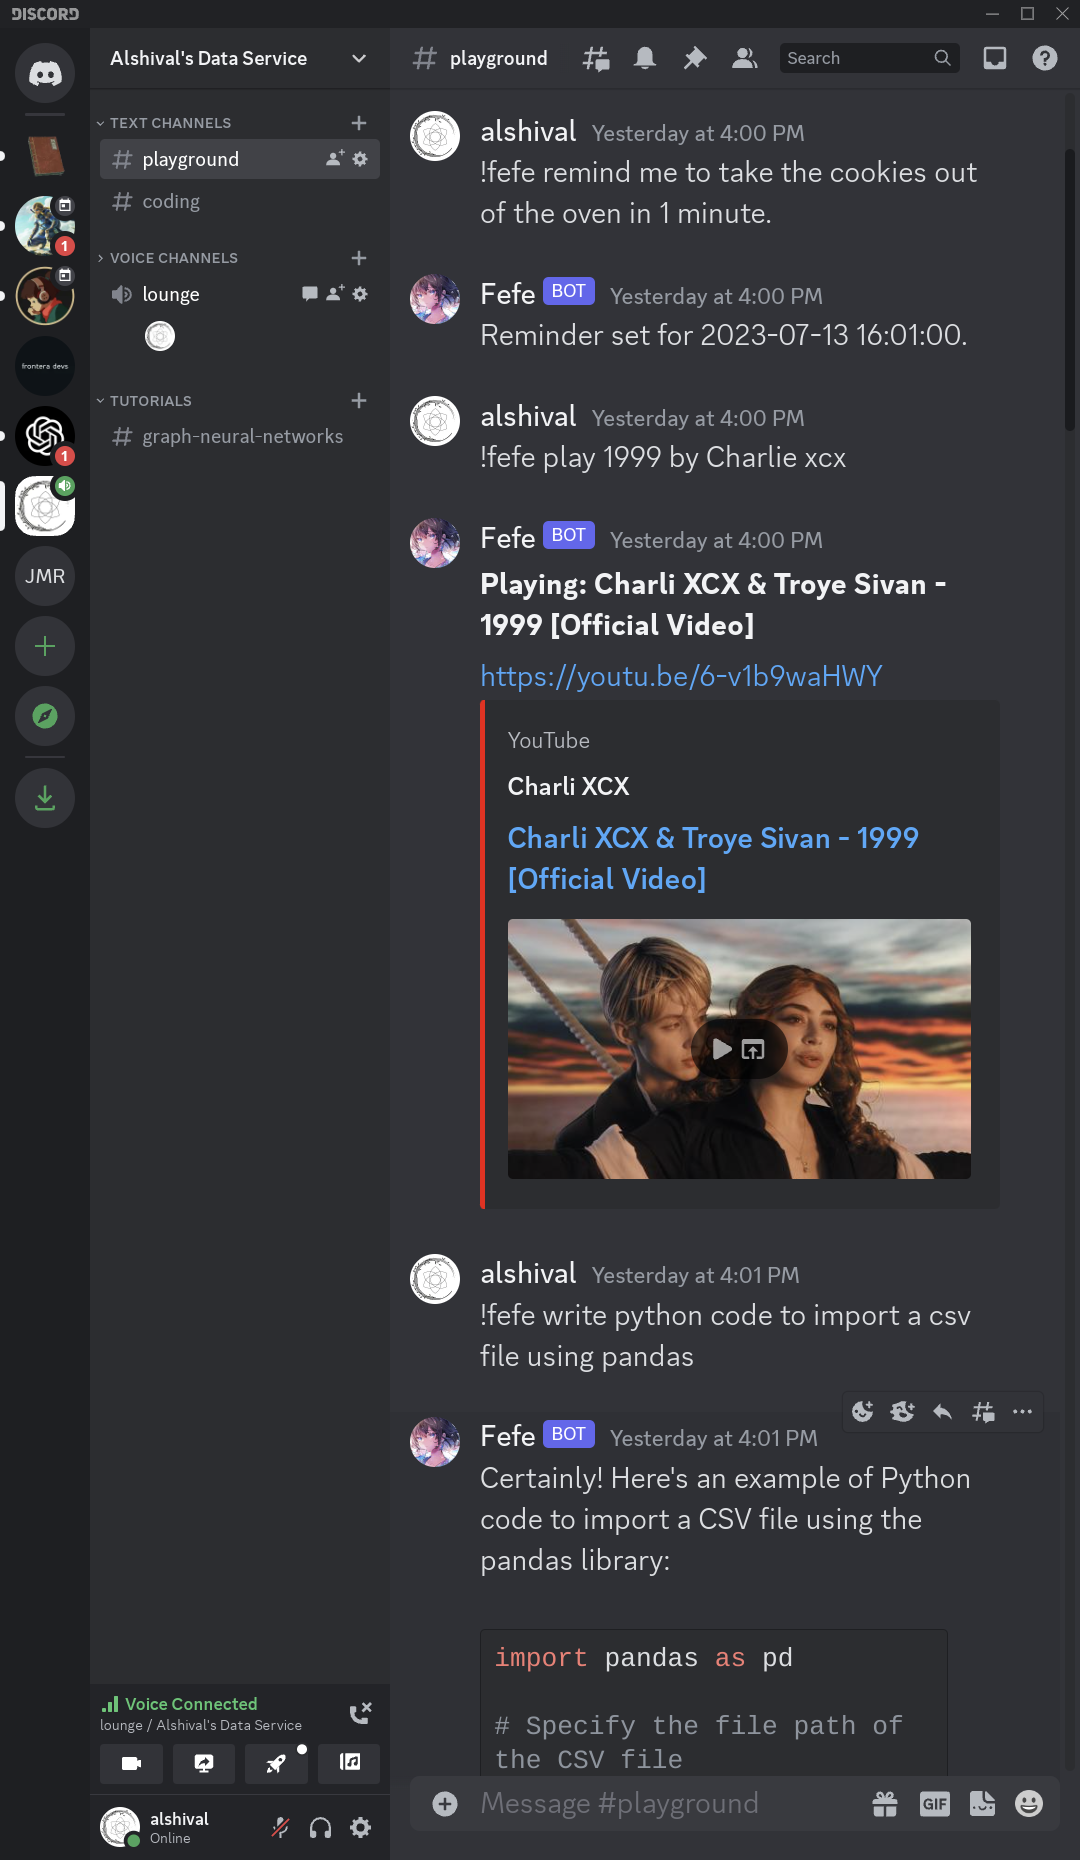 DISCORD
Alshival's Data Service
playground
Search
TEXT CHANNELS
playground
coding
VOICE CHANNELS
lounge
TUTORIALS
graph-neural-networks
1
frontera devs
1
JMR
alshival Yesterday at 4:00 PM
!fefe remind me to take the cookies out
of the oven in 1 minute.
Fefe BOT Yesterday at 4:00 PM
Reminder set for 2023-07-13 16:01:00.
alshival Yesterday at 4:00 PM
!fefe play 1999 by Charlie xcx
Fefe BOT Yesterday at 4:00 PM
Playing: Charli XCX & Troye Sivan -
1999 [Official Video]
https://youtu.be/6-v1b9waHWY
YouTube
Charli XCX
Charli XCX & Troye Sivan - 1999
[Official Video]
alshival Yesterday at 4:01 PM
!fefe write python code to import a csv
file using pandas
Fefe BOT Yesterday at 4:01 PM
Certainly! Here's an example of Python
code to import a CSV file using the
pandas library:
import pandas as pd
# Specify the file path of
the CSV file
Message #playground
GIF
Voice Connected
lounge / Alshival's Data Service
alshival
Online